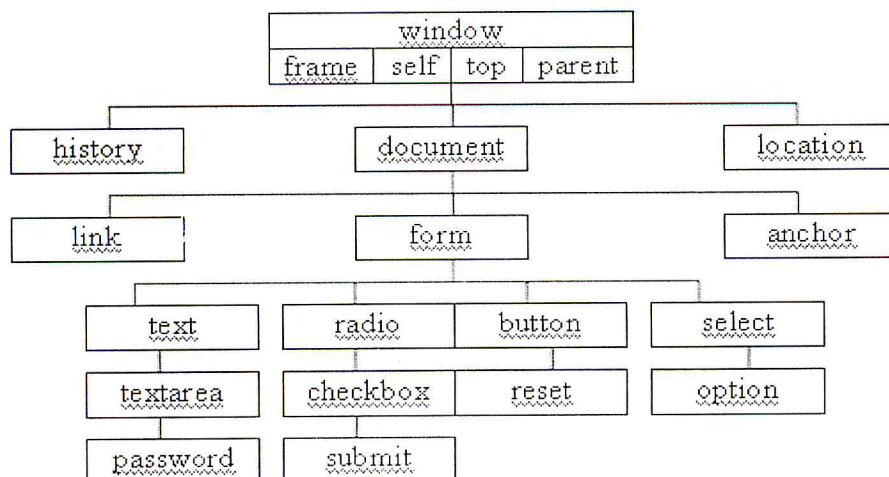 window
frame self top parent
history document location
link form anchor
text radio button select
textarea checkbox reset option
password submit